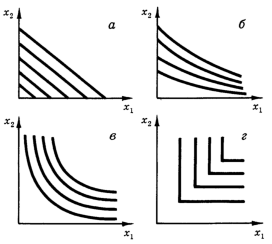 x₂ а
x₁
x₂ б
x₁
x₂ в
x₁
x₂ г
x₁